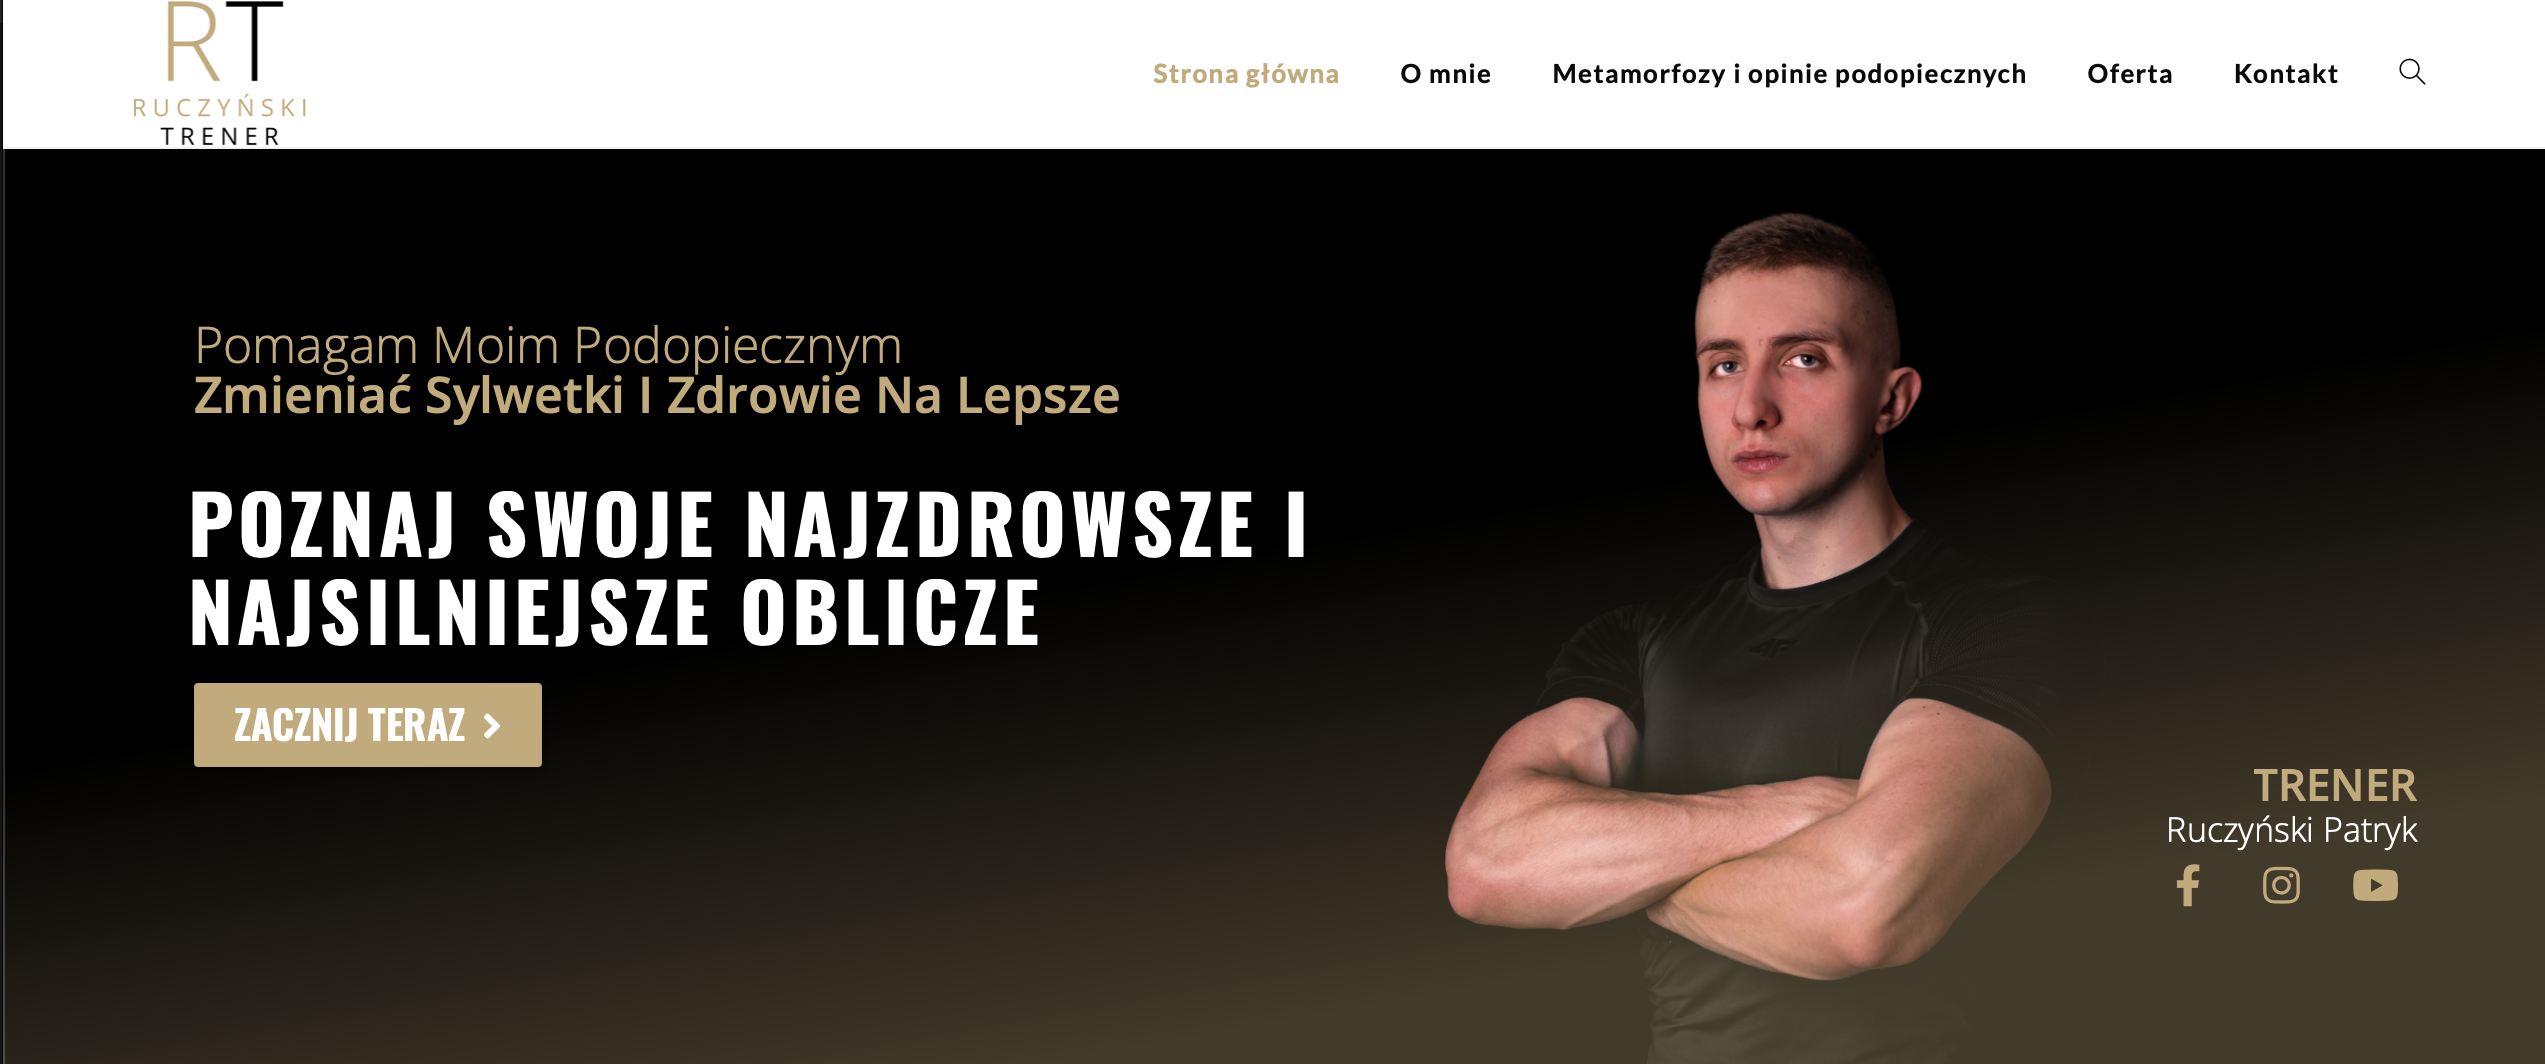 RT
RUCZYŃSKI
TRENER
Strona główna
O mnie
Metamorfozy i opinie podopiecznych
Oferta
Kontakt
Pomagam Moim Podopiecznym
Zmieniać Sylwetki I Zdrowie Na Lepsze
POZNAJ SWOJE NAJZDROWSZE I
NAJSILNIEJSZE OBLICZE
ZACZNIJ TERAZ
4F
TRENER
Ruczyński Patryk